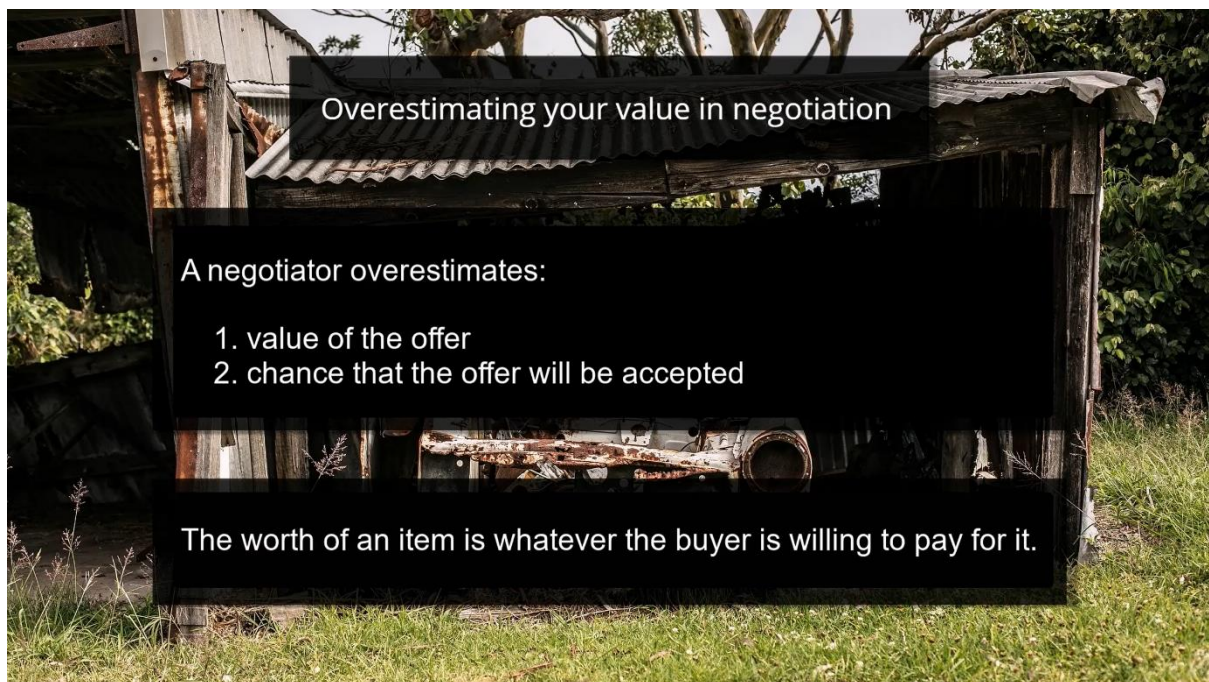 Overestimating your value in negotiation
A negotiator overestimates:
1. value of the offer
2. chance that the offer will be accepted
The worth of an item is whatever the buyer is willing to pay for it.